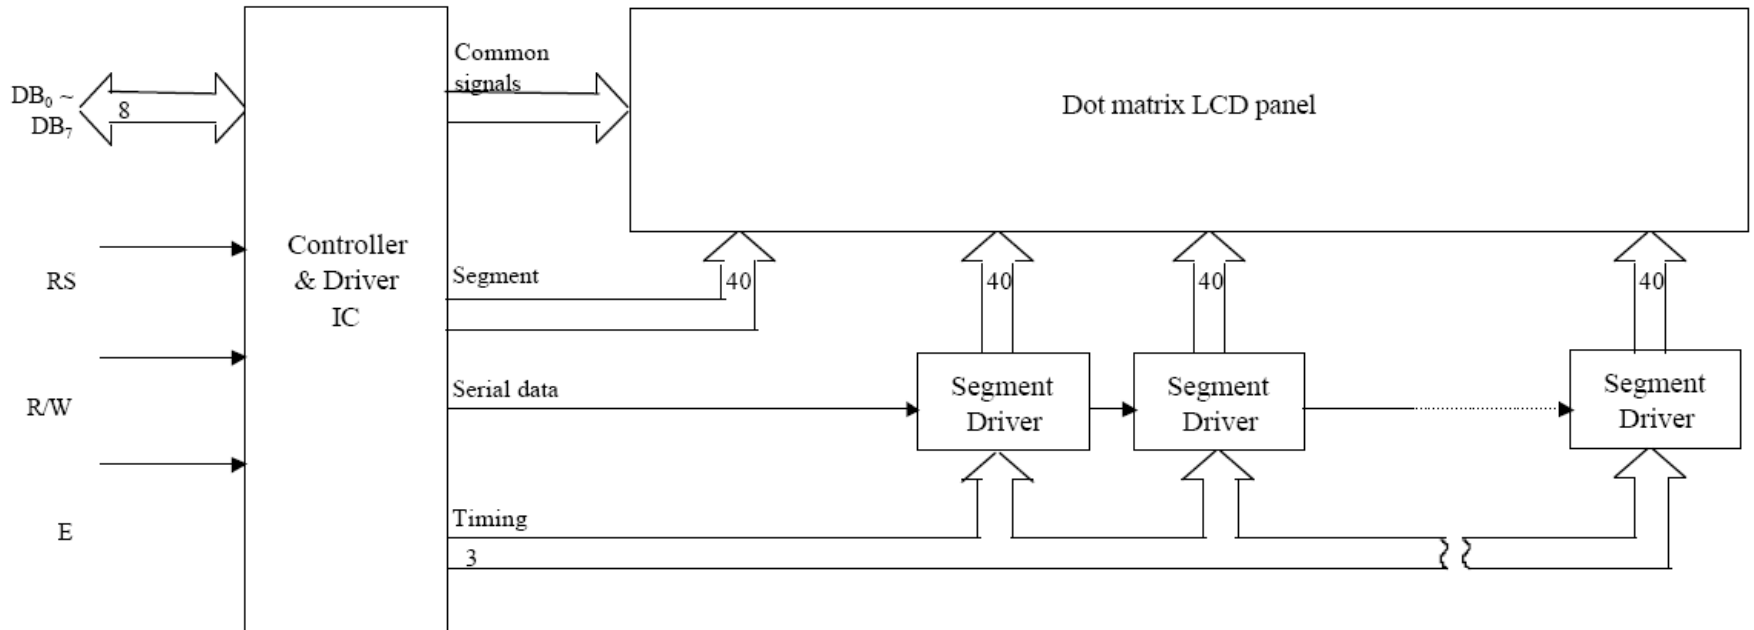 Common
signals
DB₀ ~
DB₇
8
Dot matrix LCD panel
Controller
& Driver
IC
RS
Segment
40
40
40
40
R/W
Serial data
Segment
Driver
Segment
Driver
Segment
Driver
E
Timing
3